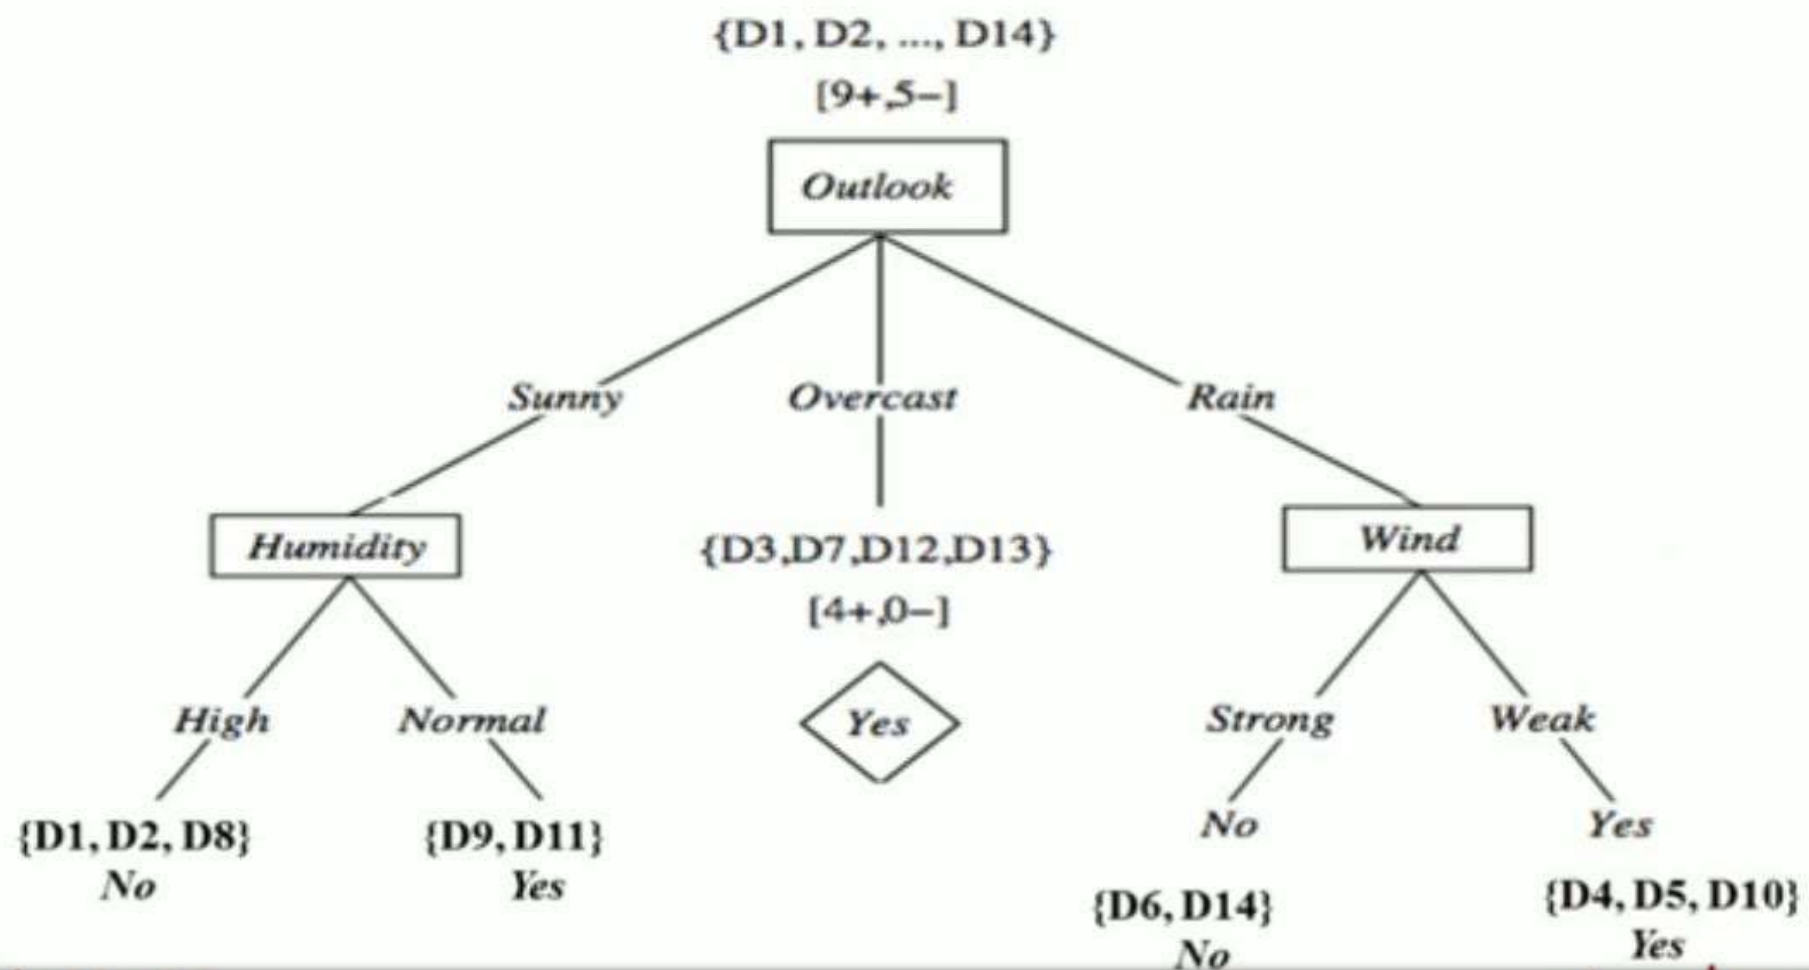 {D1, D2, ..., D14}
[9+,5−]
Outlook
Sunny
Overcast
Rain
Humidity
{D3,D7,D12,D13}
[4+,0−]
Wind
High
Normal
Yes
Strong
Weak
{D1, D2, D8}
No
{D9, D11}
Yes
No
{D6, D14}
No
Yes
{D4, D5, D10}
Yes